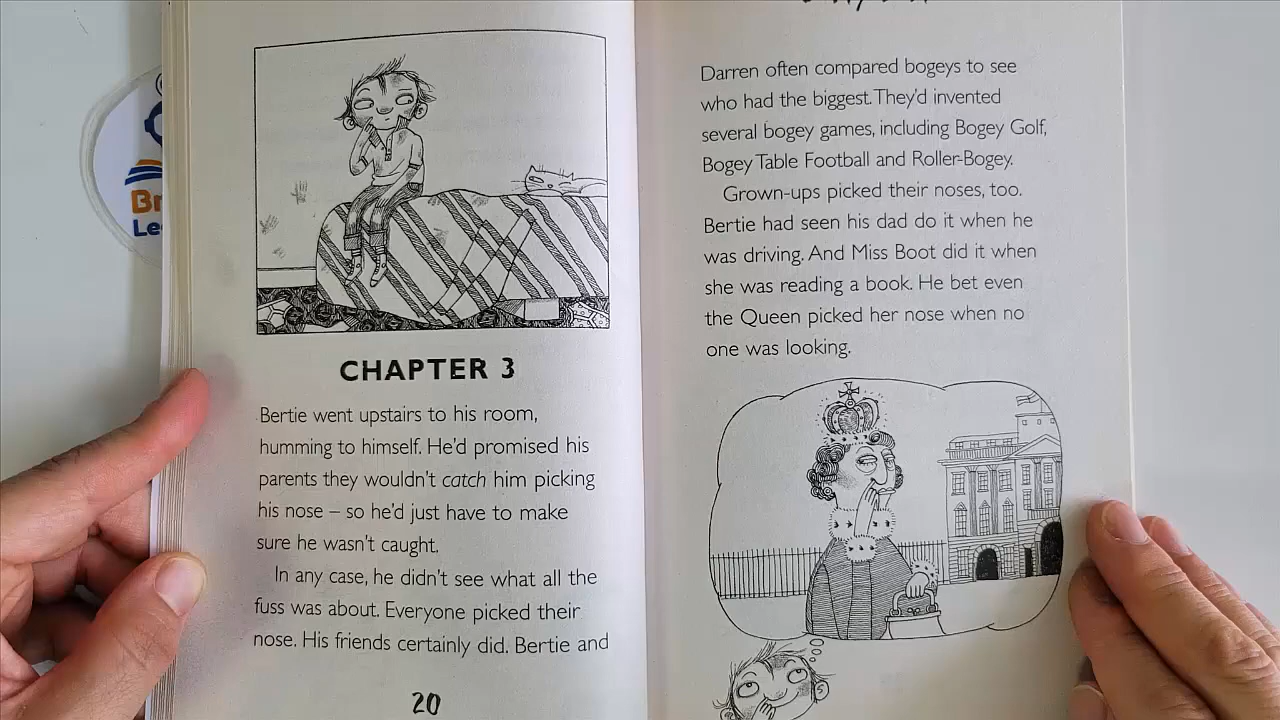 CHAPTER 3
Bertie went upstairs to his room,
humming to himself. He'd promised his
parents they wouldn't catch him picking
his nose – so he'd just have to make
sure he wasn't caught.
In any case, he didn't see what all the
fuss was about. Everyone picked their
nose. His friends certainly did. Bertie and
20
Darren often compared bogeys to see
who had the biggest. They'd invented
several bogey games, including Bogey Golf,
Bogey Table Football and Roller-Bogey.
Grown-ups picked their noses, too.
Bertie had seen his dad do it when he
was driving. And Miss Boot did it when
she was reading a book. He bet even
the Queen picked her nose when no
one was looking.